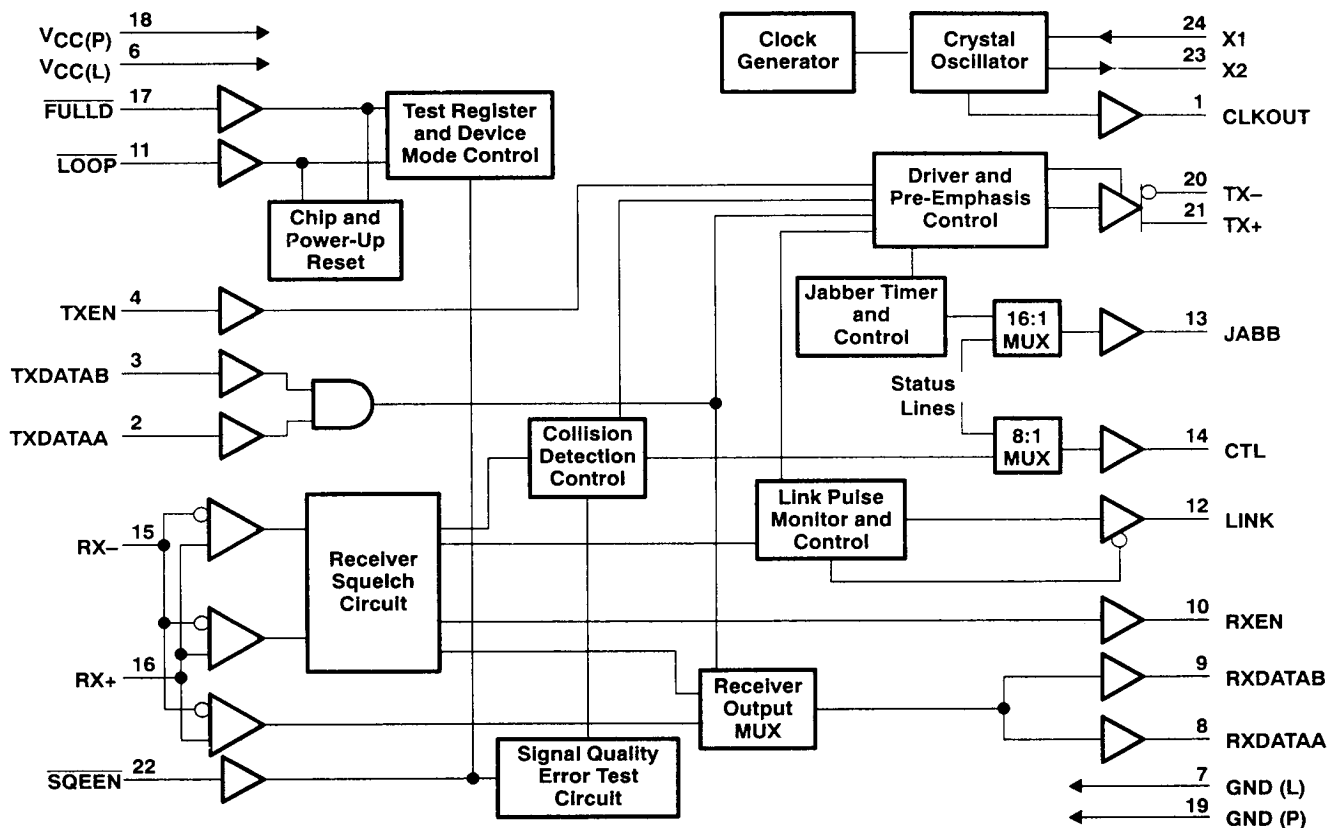 18
VCC(P)
6
VCC(L)
17
FULLD
11
LOOP
Test Register
and Device
Mode Control
Chip and
Power-Up
Reset
Clock
Generator
Crystal
Oscillator
24
X1
23
X2
1
CLKOUT
Driver and
Pre-Emphasis
Control
20
TX–
21
TX+
4
TXEN
3
TXDATAB
2
TXDATAA
Jabber Timer
and
Control
16:1
MUX
13
JABB
Status
Lines
8:1
MUX
14
CTL
Collision
Detection
Control
Link Pulse
Monitor and
Control
12
LINK
15
RX–
16
RX+
Receiver
Squelch
Circuit
10
RXEN
9
RXDATAB
8
RXDATAA
Receiver
Output
MUX
22
SQEEN
Signal Quality
Error Test
Circuit
7
GND (L)
19
GND (P)